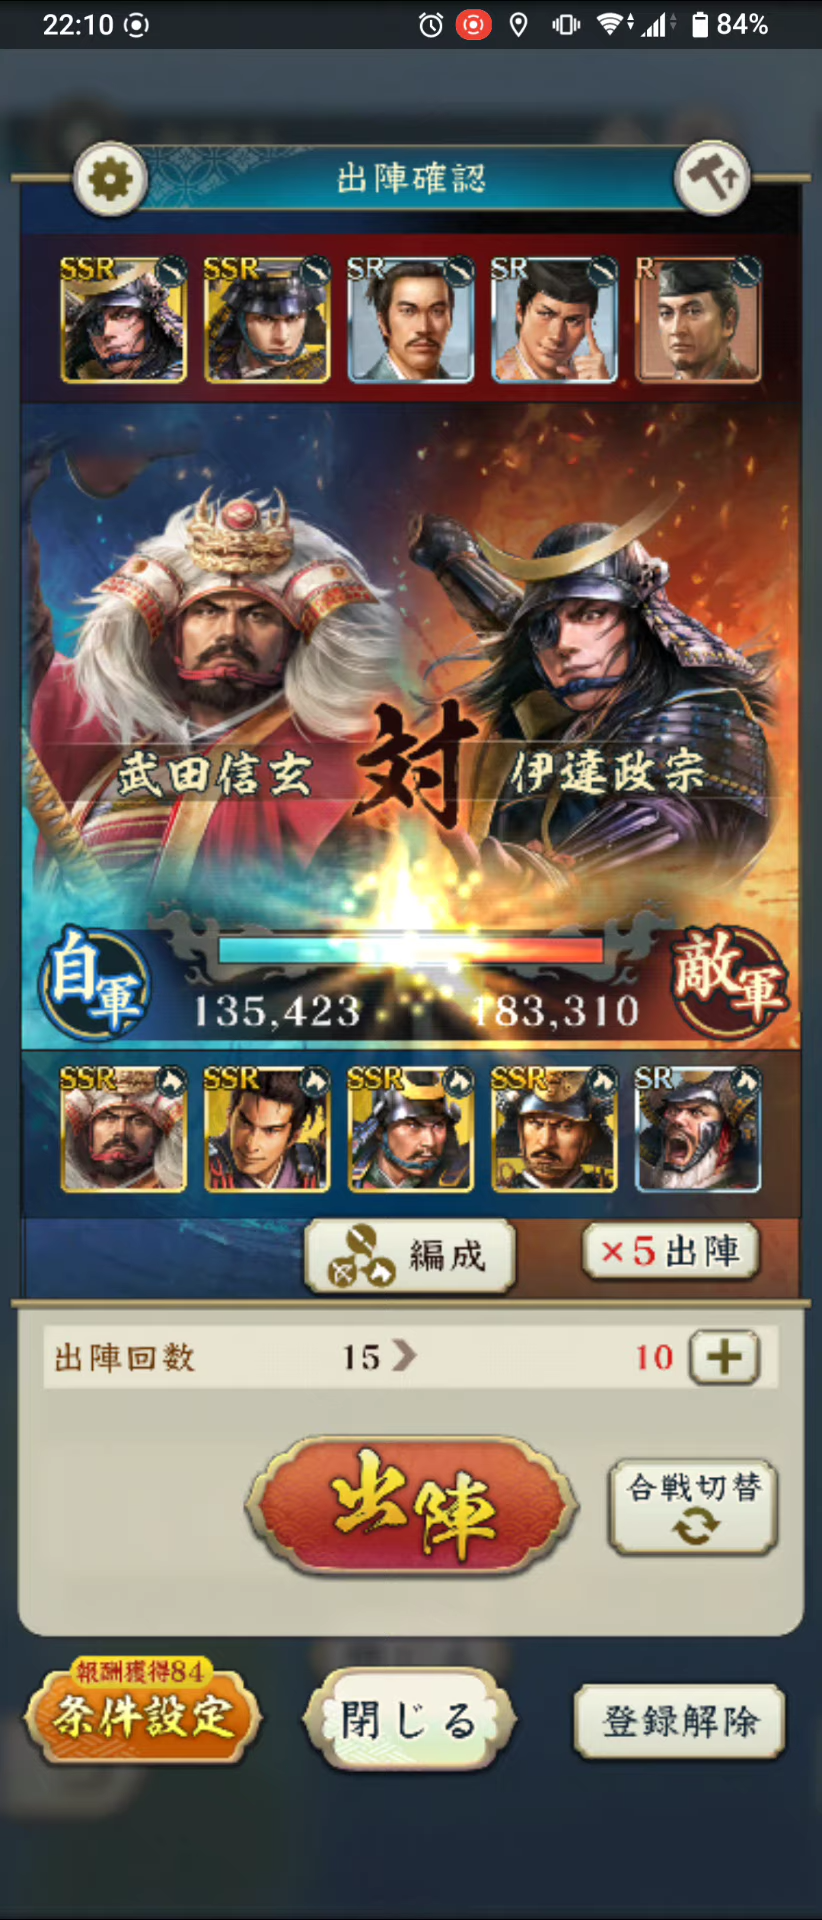 22:10
84%
出陣確認
SSR
SSR
SR
SR
R
武田信玄
対
伊達政宗
自軍
敵軍
135,423
183,310
SSR
SSR
SSR
SSR
SR
編成
×5出陣
出陣回数
15
10
出陣
合戦切替
報酬獲得84
条件設定
閉じる
登録解除